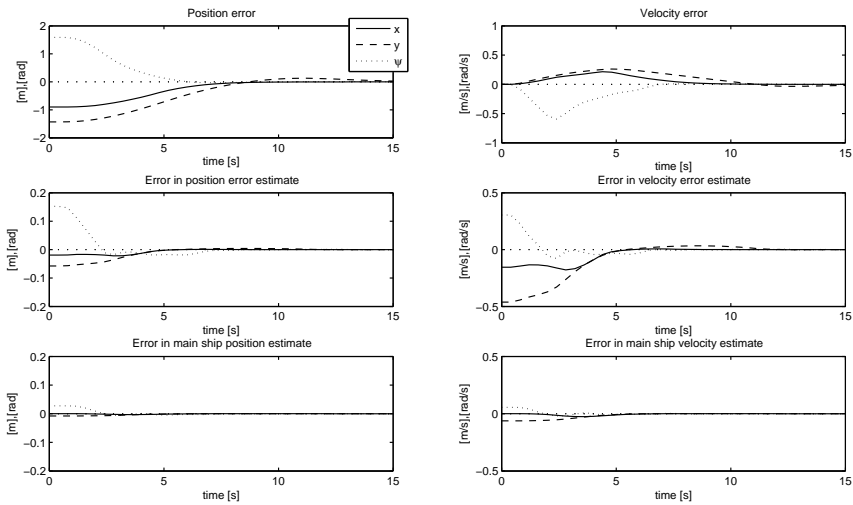 Position error
2
1
0
−1
−2
[m],[rad]
0
5
10
15
time [s]
x
y
ψ
Velocity error
1
0.5
0
−0.5
−1
[m/s],[rad/s]
0
5
10
15
time [s]
Error in position error estimate
0.2
0.1
0
−0.1
−0.2
[m],[rad]
0
5
10
15
time [s]
Error in velocity error estimate
0.5
0
−0.5
[m/s],[rad/s]
0
5
10
15
time [s]
Error in main ship position estimate
0.2
0.1
0
−0.1
−0.2
[m],[rad]
0
5
10
15
time [s]
Error in main ship velocity estimate
0.5
0
−0.5
[m/s],[rad/s]
0
5
10
15
time [s]